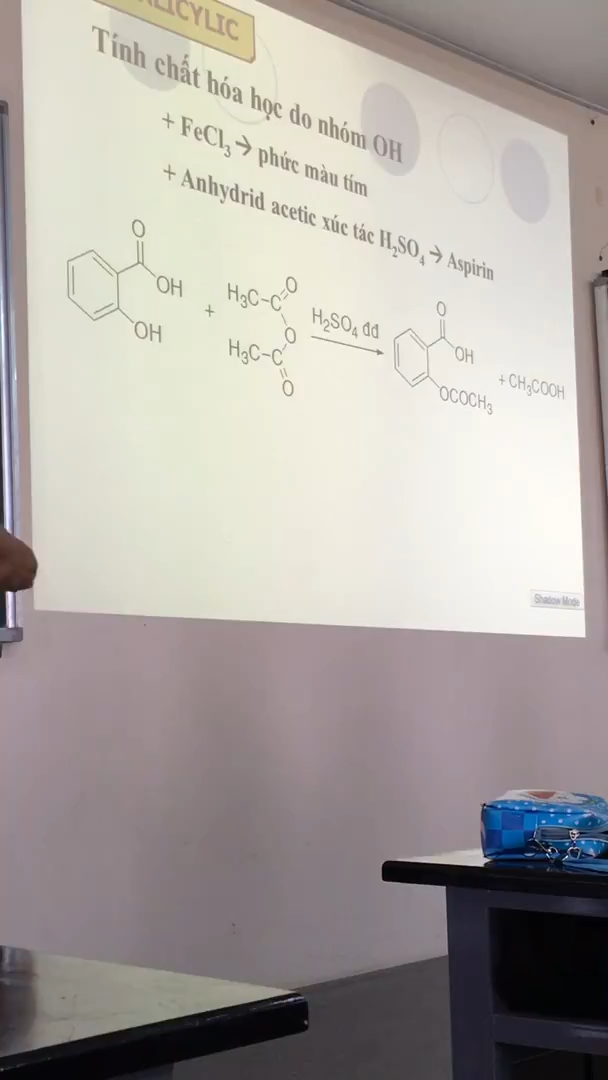 LICYLIC
Tính chất hóa học do nhóm OH
+ FeCl₃ → phức màu tím
+ Anhydrid acetic xúc tác H₂SO₄ → Aspirin
O
OH
OH
+
H₃C-C
O
O
H₃C-C
O
H₂SO₄ dd
O
OH
OCOCH₃
+ CH₃COOH
Shadow Mode